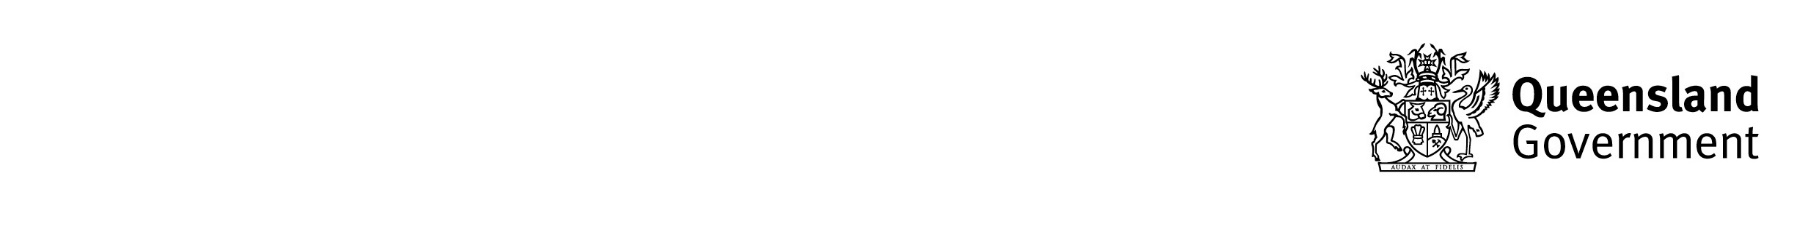 Queensland
Government
AUDAX AT FIDELIS